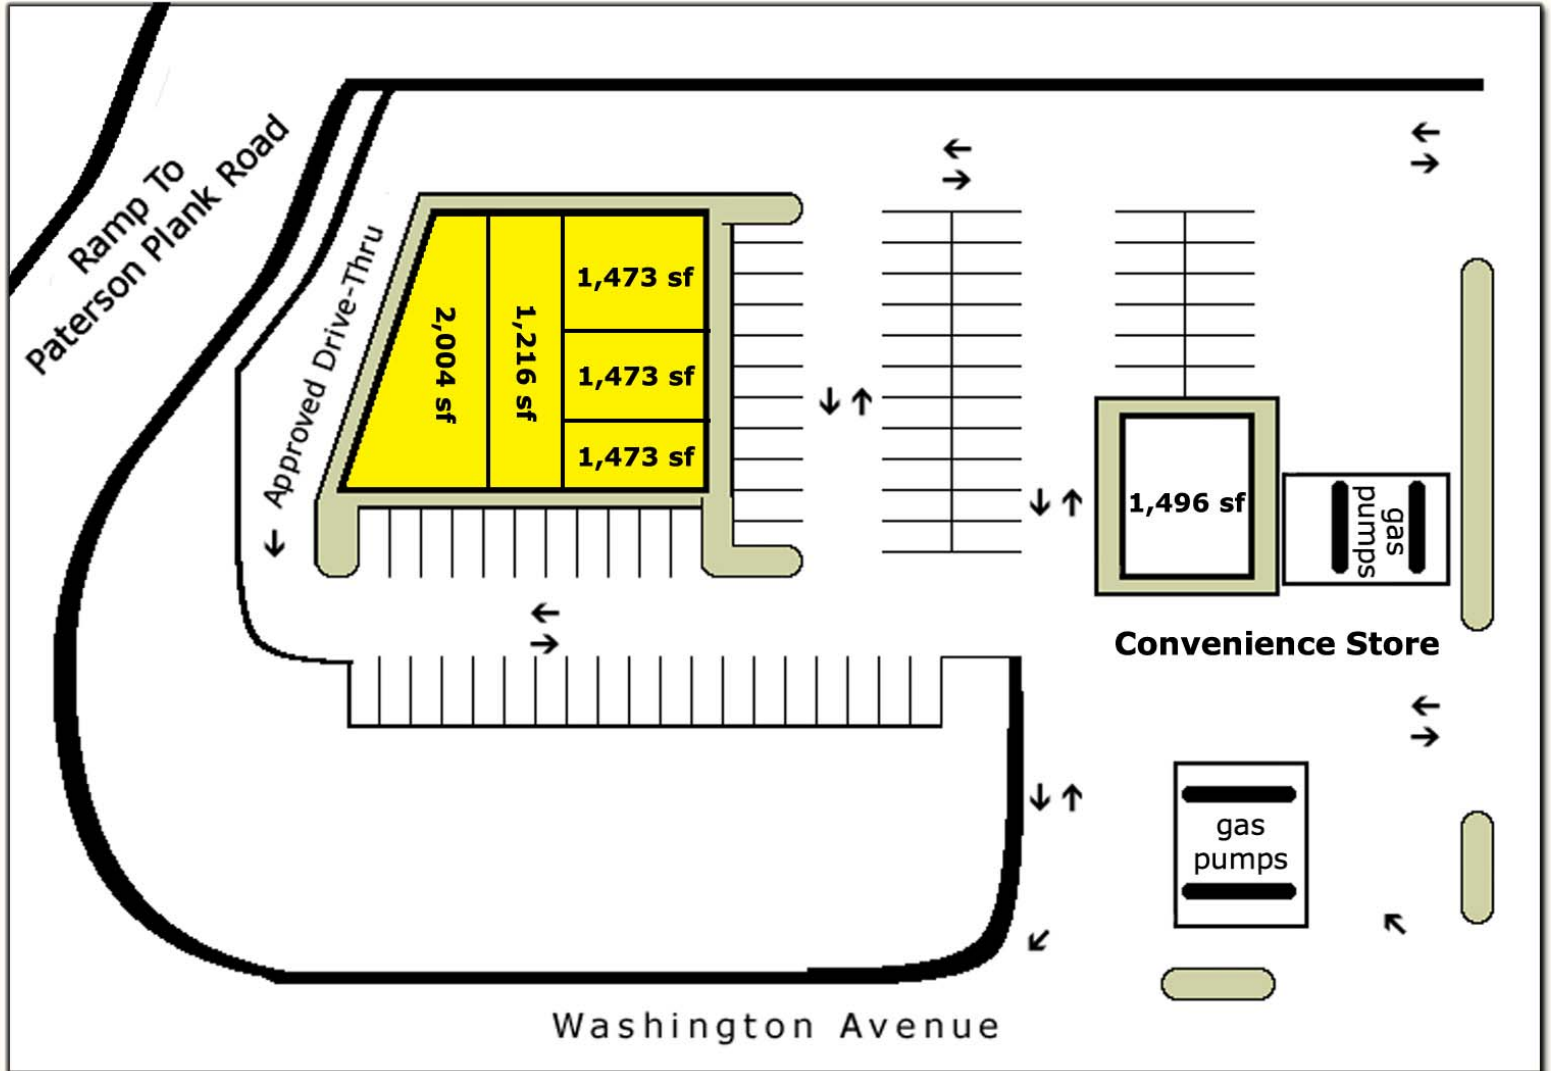 Ramp To
Paterson Plank Road
Approved Drive-Thru
2,004 sf
1,216 sf
1,473 sf
1,473 sf
1,473 sf
1,496 sf
gas
pumps
Convenience Store
gas
pumps
Washington Avenue